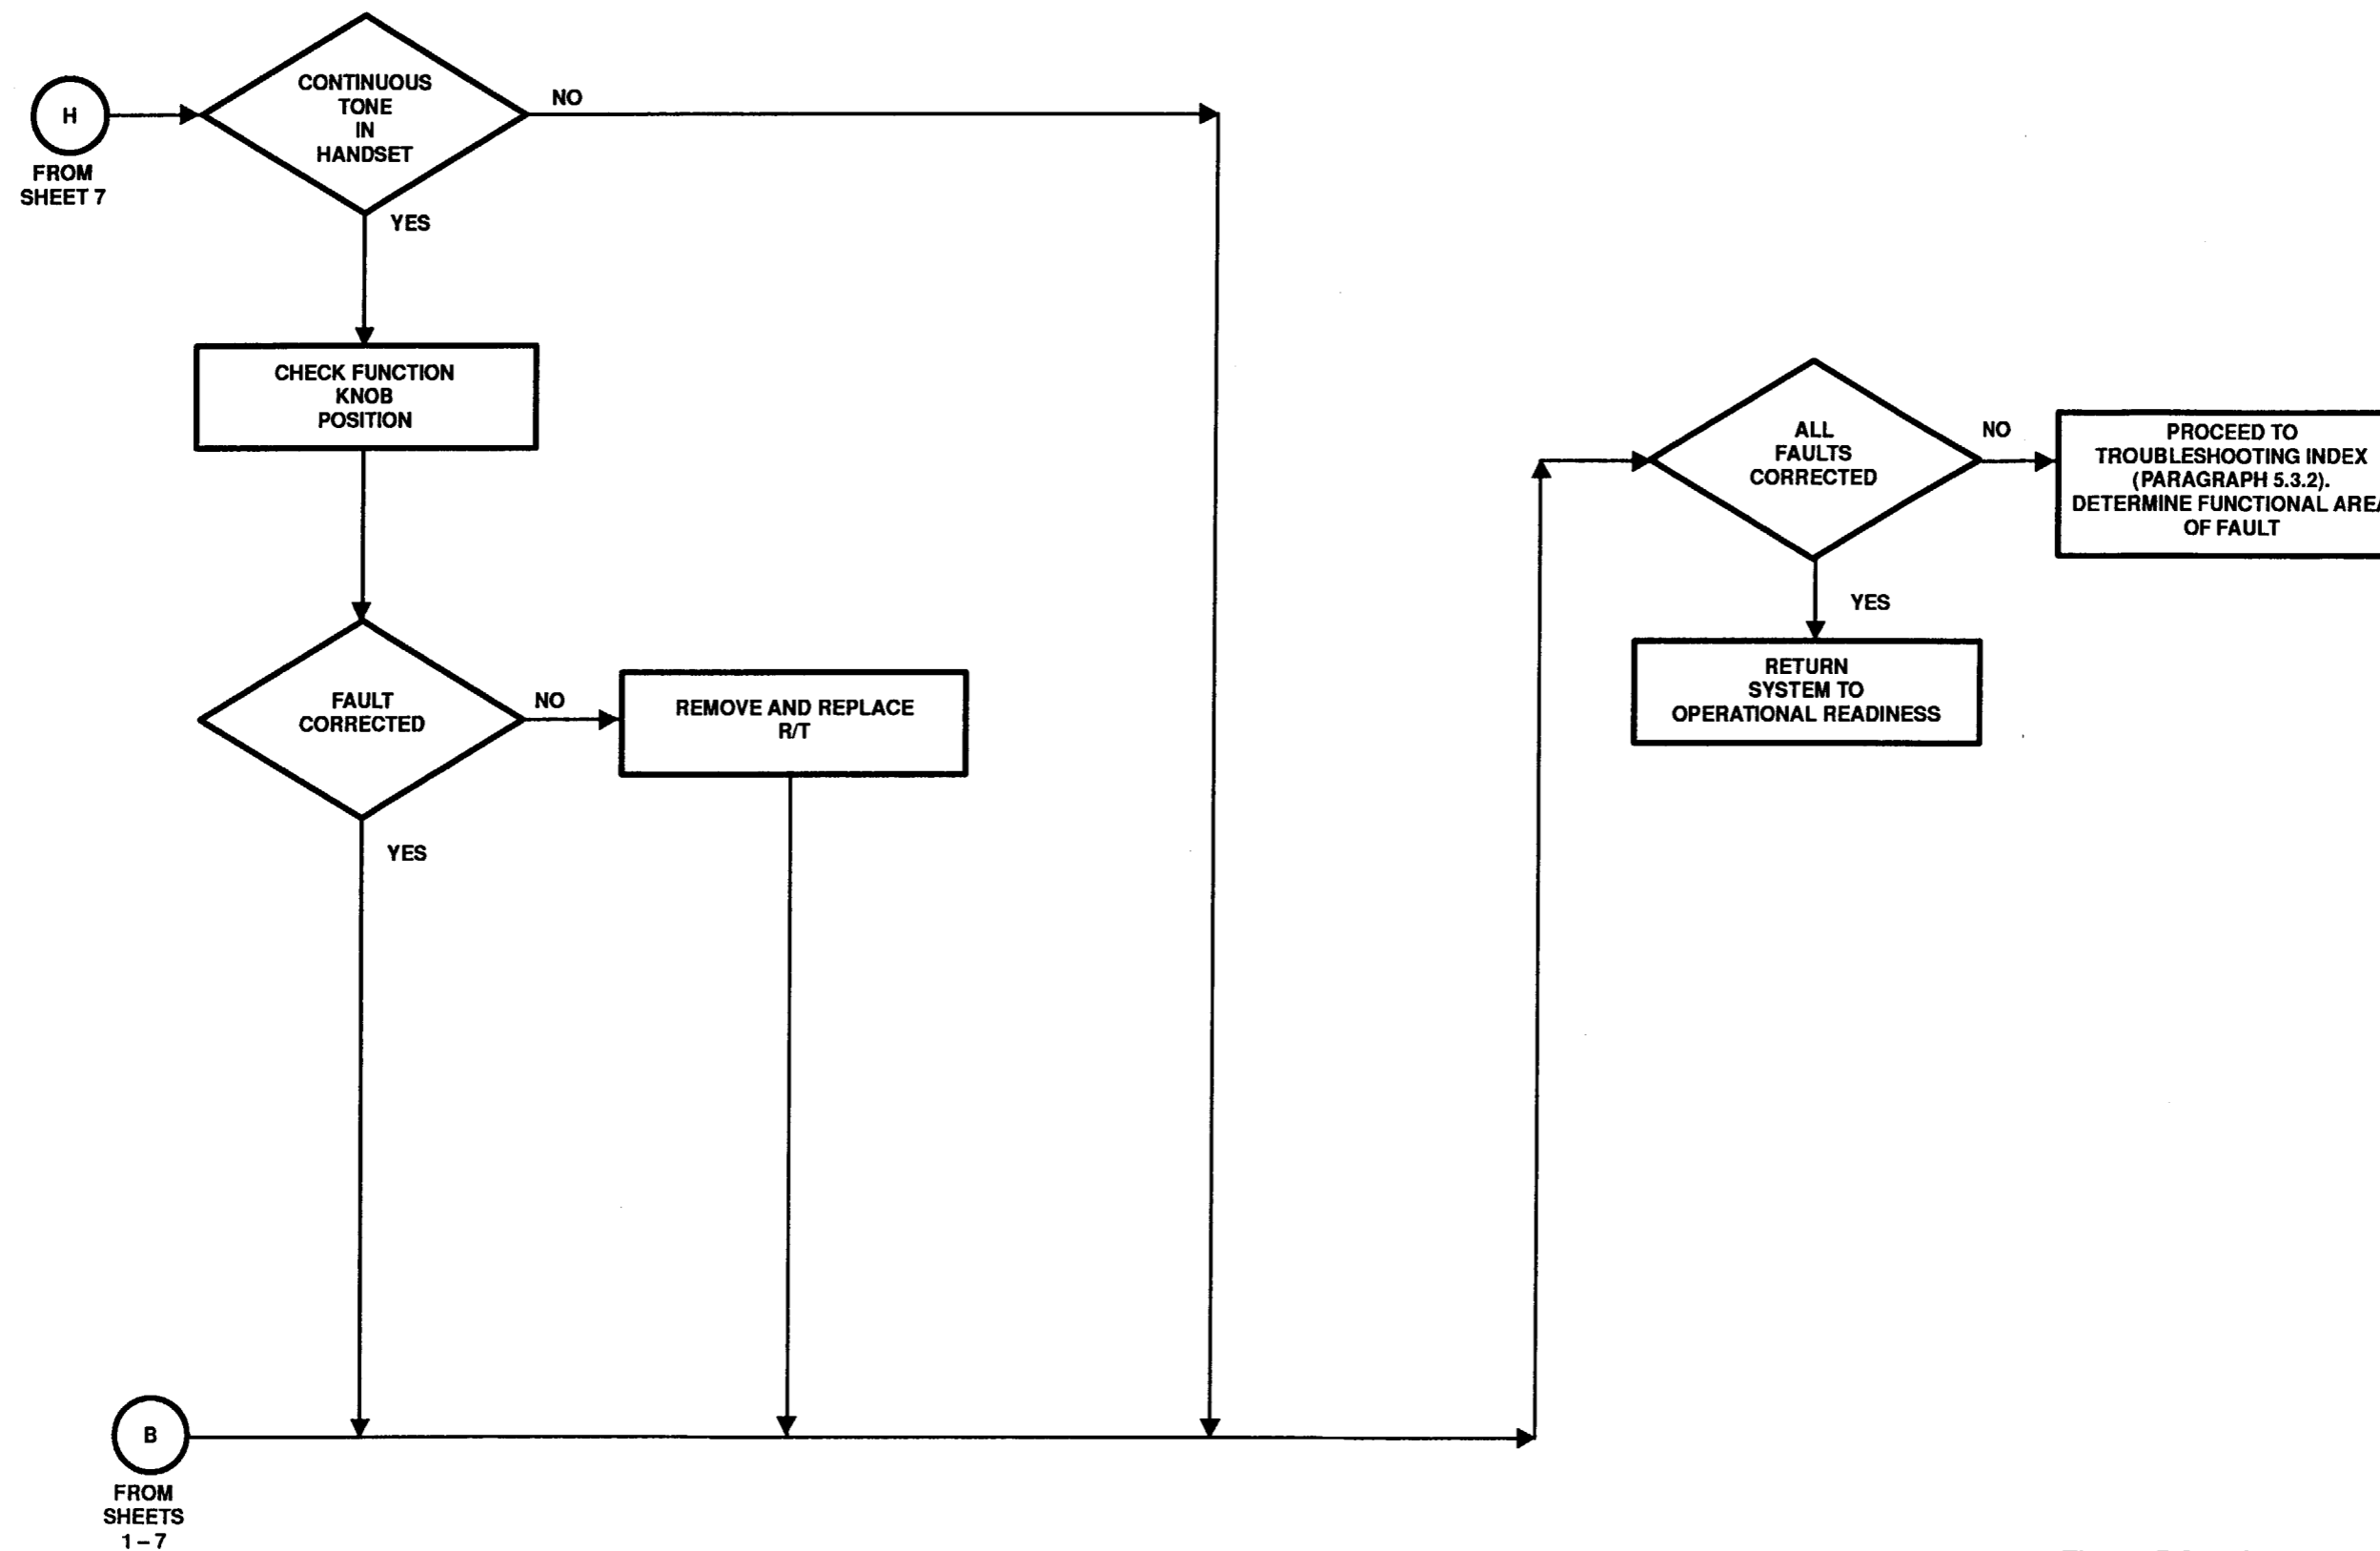 CONTINUOUS
TONE
IN
HANDSET
NO
H
FROM
SHEET 7
YES
CHECK FUNCTION
KNOB
POSITION
ALL
FAULTS
CORRECTED
NO
PROCEED TO
TROUBLESHOOTING INDEX
(PARAGRAPH 5.3.2).
DETERMINE FUNCTIONAL AREA
OF FAULT
YES
RETURN
SYSTEM TO
OPERATIONAL READINESS
FAULT
CORRECTED
NO
REMOVE AND REPLACE
R/T
YES
B
FROM
SHEETS
1 – 7